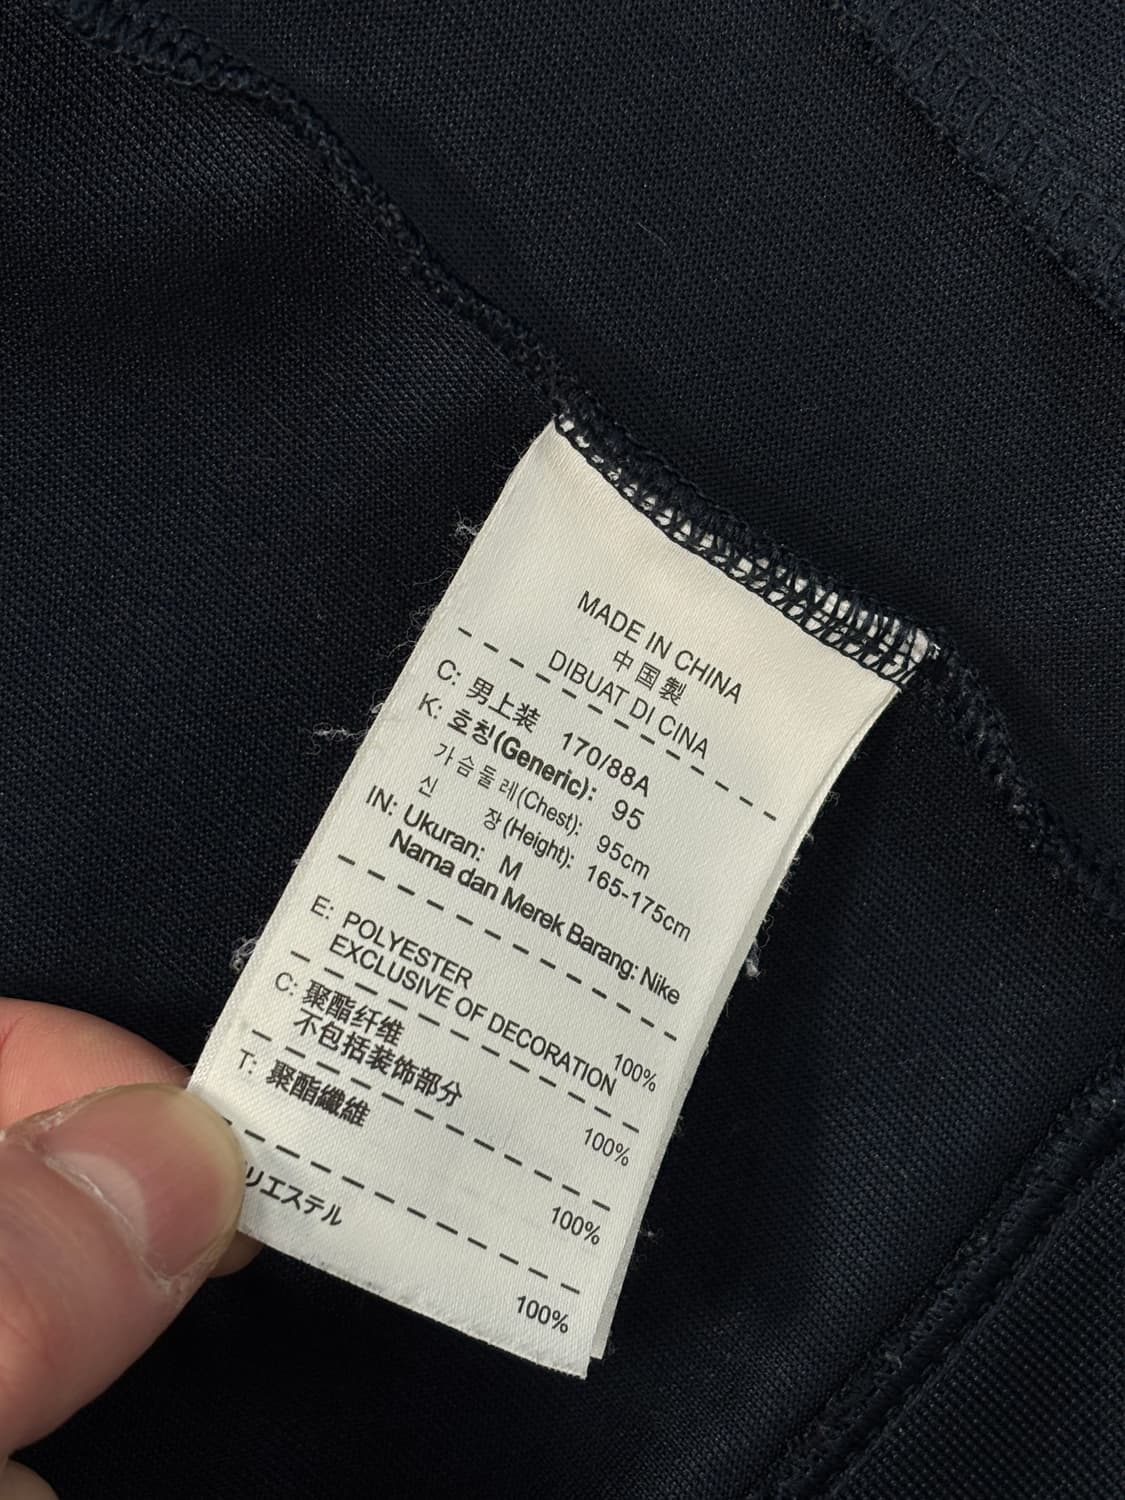 MADE IN CHINA
中国製
DIBUAT DI CINA
C: 男上装 170/88A
K: 호칭(Generic): 95
가슴둘레(Chest): 95cm
신 장(Height): 165-175cm
IN: Ukuran: M
Nama dan Merek Barang: Nike
E: POLYESTER 100%
EXCLUSIVE OF DECORATION
C: 聚酯纤维 100%
不包括装饰部分
T: 聚酯纖維 100%
リエステル 100%